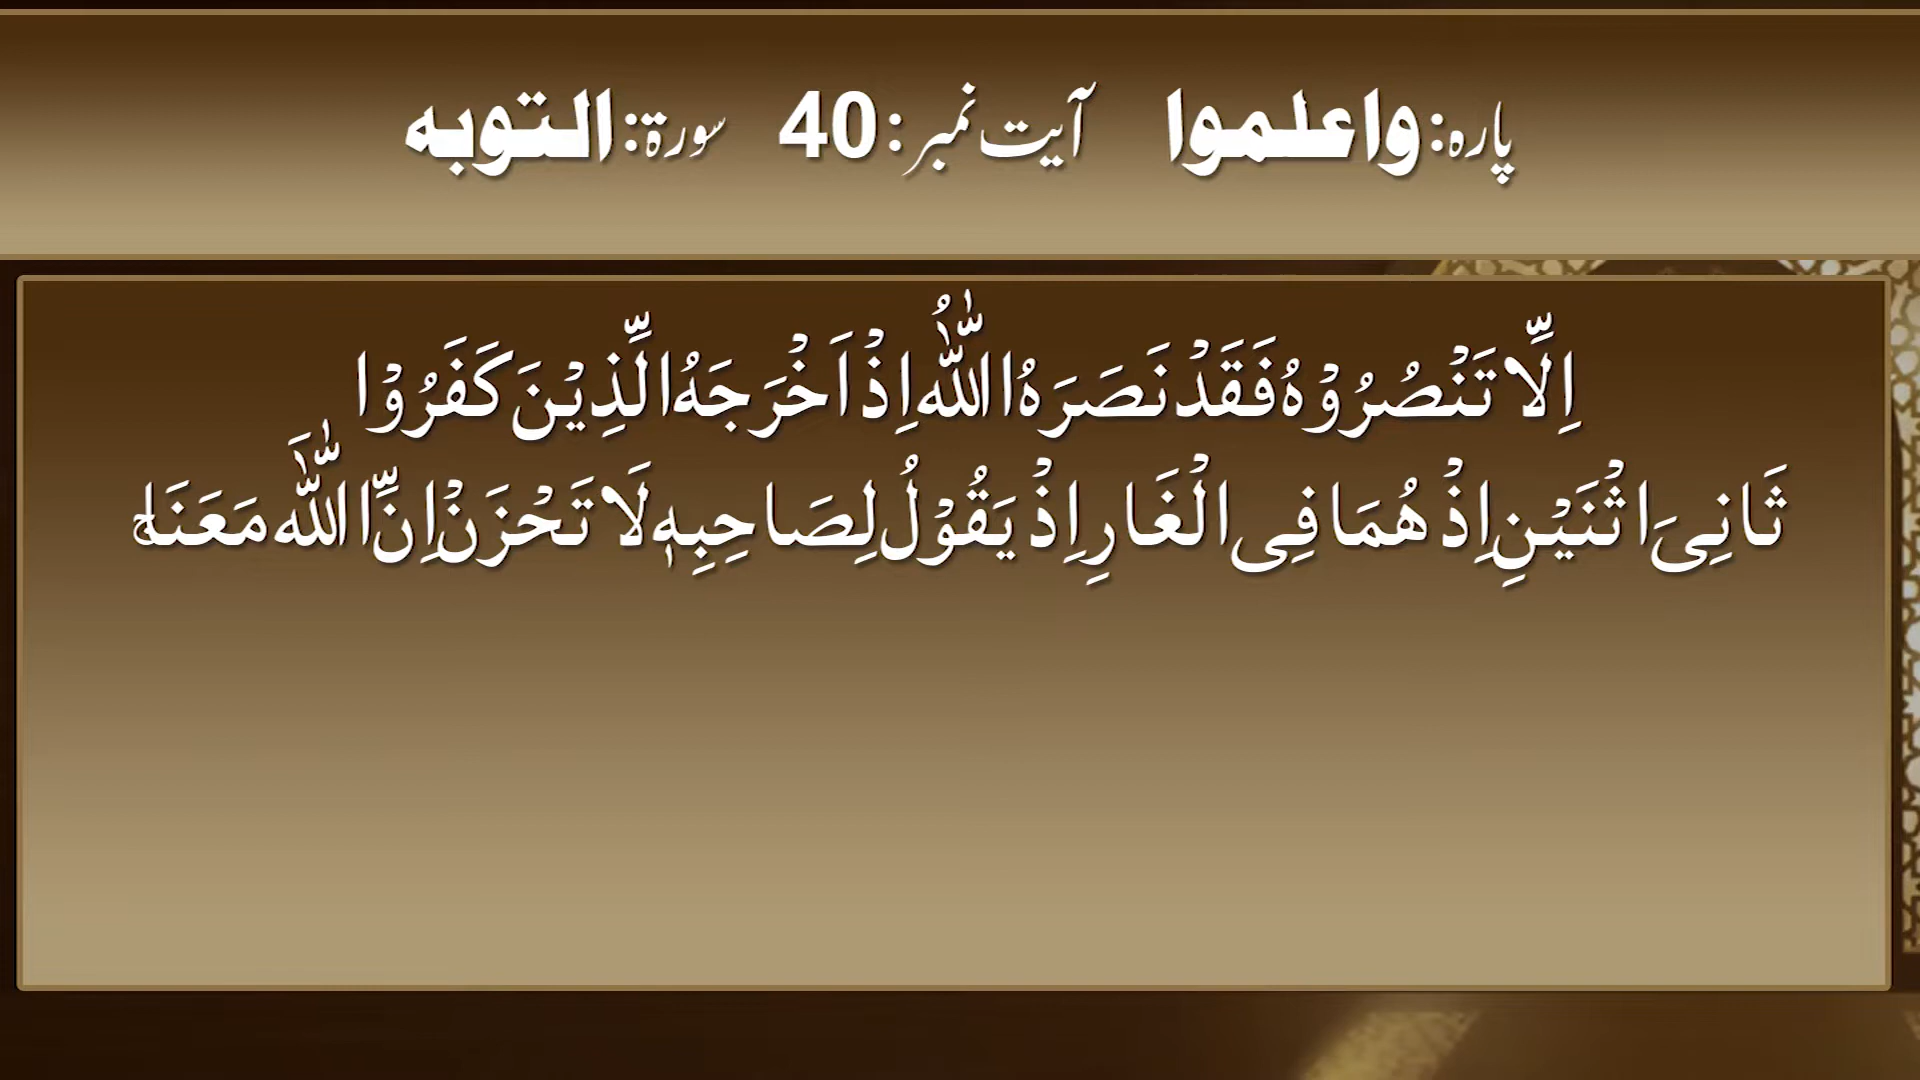 پارہ: واعلموا آیت نمبر: 40 سورۃ: التوبہ
اِلَّا تَنْصُرُوْهُ فَقَدْ نَصَرَهُ اللّٰهُ اِذْ اَخْرَجَهُ الَّذِیْنَ كَفَرُوْا
ثَانِیَ اثْنَیْنِ اِذْ هُمَا فِی الْغَارِ اِذْ یَقُوْلُ لِصَاحِبِهٖ لَا تَحْزَنْ اِنَّ اللّٰهَ مَعَنَاۚ